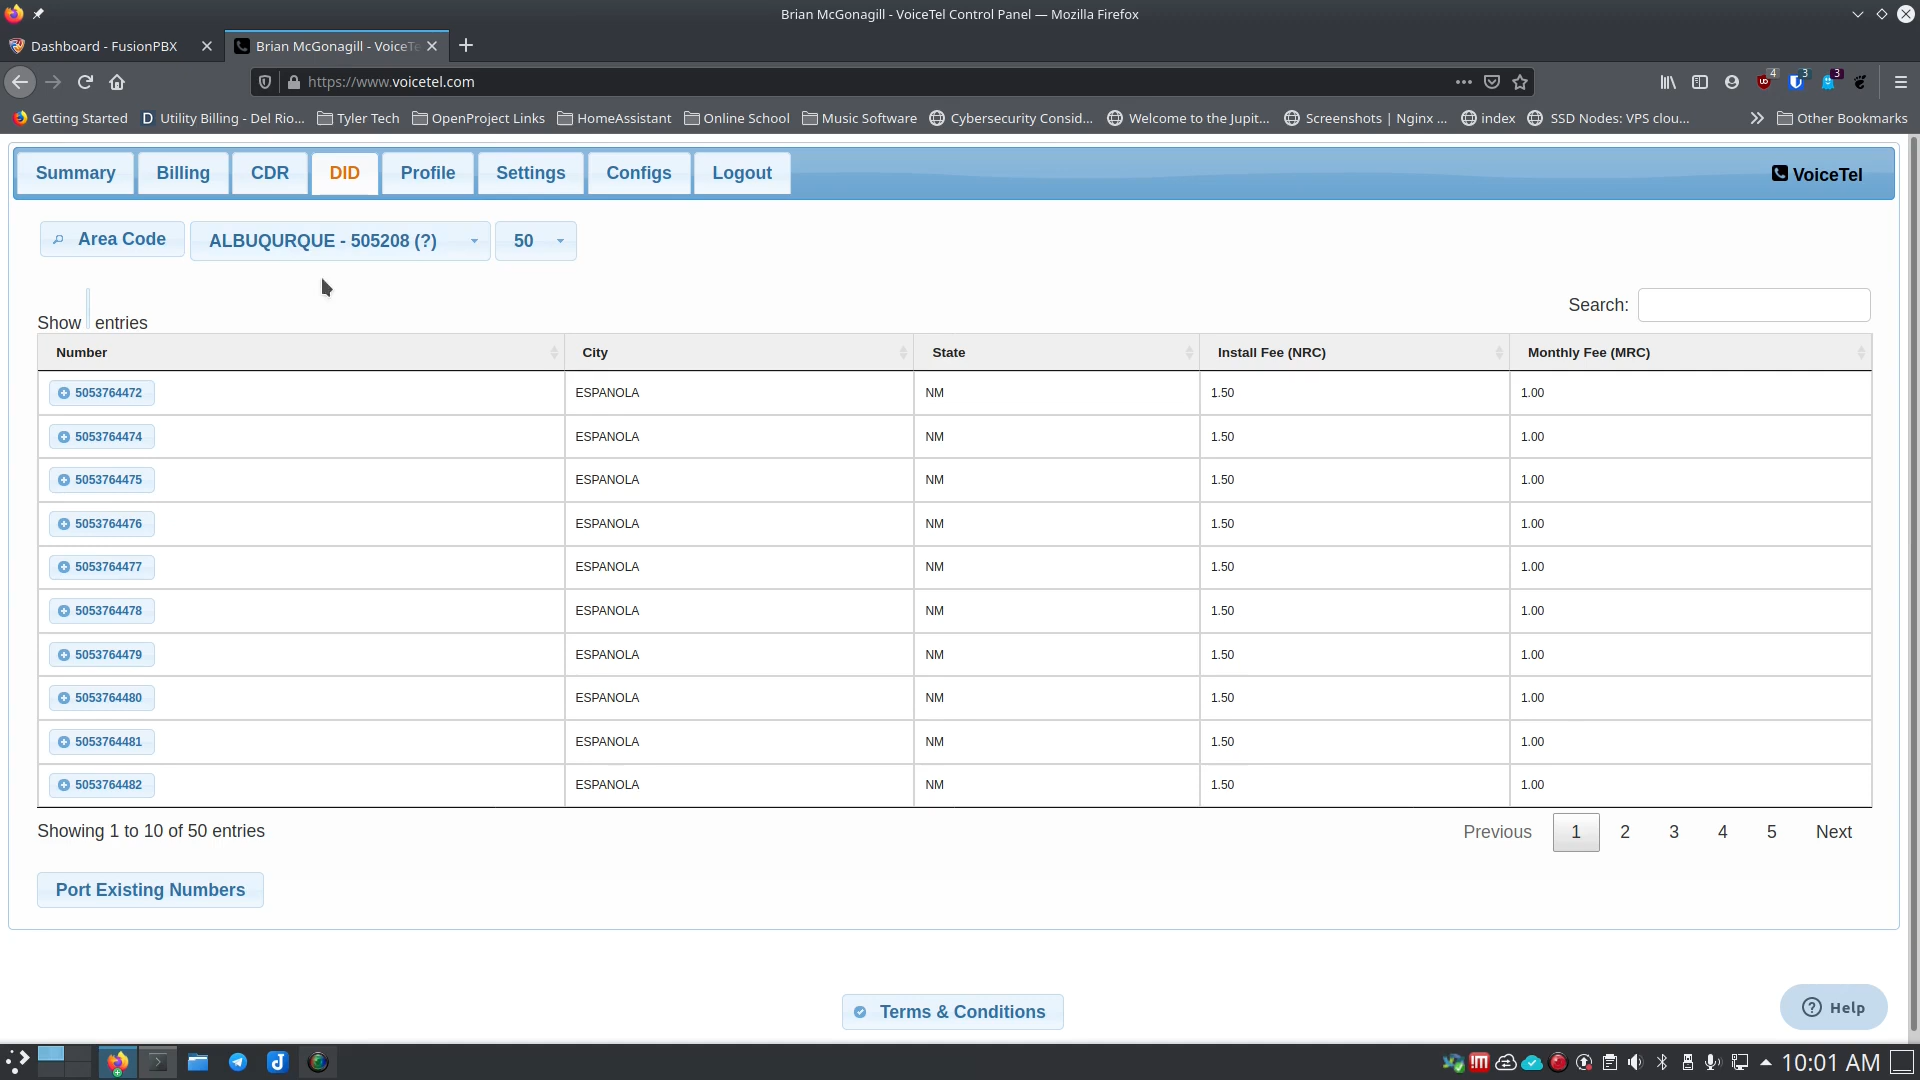 Brian McGonagill - VoiceTel Control Panel — Mozilla Firefox
Dashboard - FusionPBX
Brian McGonagill - VoiceTe
https://www.voicetel.com
4 3 3
Getting Started
Utility Billing - Del Rio...
Tyler Tech
OpenProject Links
HomeAssistant
Online School
Music Software
Cybersecurity Consid...
Welcome to the Jupit...
Screenshots | Nginx ...
index
SSD Nodes: VPS clou...
Other Bookmarks
Summary Billing CDR DID Profile Settings Configs Logout VoiceTel
Area Code ALBUQURQUE - 505208 (?) 50
Show entries Search:
Number City State Install Fee (NRC) Monthly Fee (MRC)
5053764472 ESPANOLA NM 1.50 1.00
5053764474 ESPANOLA NM 1.50 1.00
5053764475 ESPANOLA NM 1.50 1.00
5053764476 ESPANOLA NM 1.50 1.00
5053764477 ESPANOLA NM 1.50 1.00
5053764478 ESPANOLA NM 1.50 1.00
5053764479 ESPANOLA NM 1.50 1.00
5053764480 ESPANOLA NM 1.50 1.00
5053764481 ESPANOLA NM 1.50 1.00
5053764482 ESPANOLA NM 1.50 1.00
Showing 1 to 10 of 50 entries Previous 1 2 3 4 5 Next
Port Existing Numbers
Terms & Conditions
Help
10:01 AM